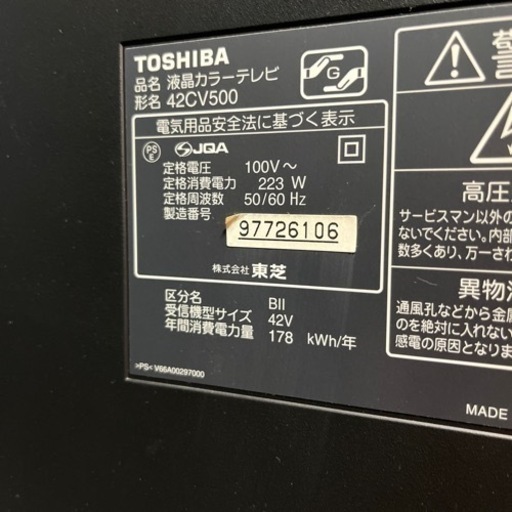 TOSHIBA
品名 液晶カラーテレビ
形名 42CV500
G
電気用品安全法に基づく表示
PS
E
JQA
定格電圧 100V～
定格消費電力 223 W
定格周波数 50/60 Hz
製造番号 97726106
株式会社 東芝
区分名 BII
受信機型サイズ 42V
年間消費電力量 178 kWh/年
>PS< V66A00297000
高圧
サービスマン以外の
ないでください。内部
数多くあり、万一さわ
異物
通風孔などから金属
のを絶対に入れない
感電の原因となりま
MADE